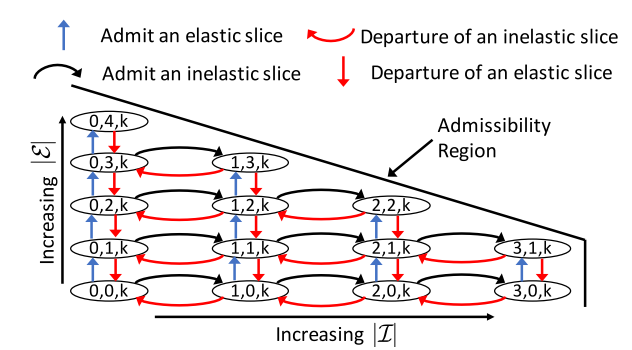 Admit an elastic slice
Departure of an inelastic slice
Admit an inelastic slice
Departure of an elastic slice
Admissibility
Region
Increasing |ℰ|
0,4,k
0,3,k 1,3,k
0,2,k 1,2,k 2,2,k
0,1,k 1,1,k 2,1,k 3,1,k
0,0,k 1,0,k 2,0,k 3,0,k
Increasing |ℐ|